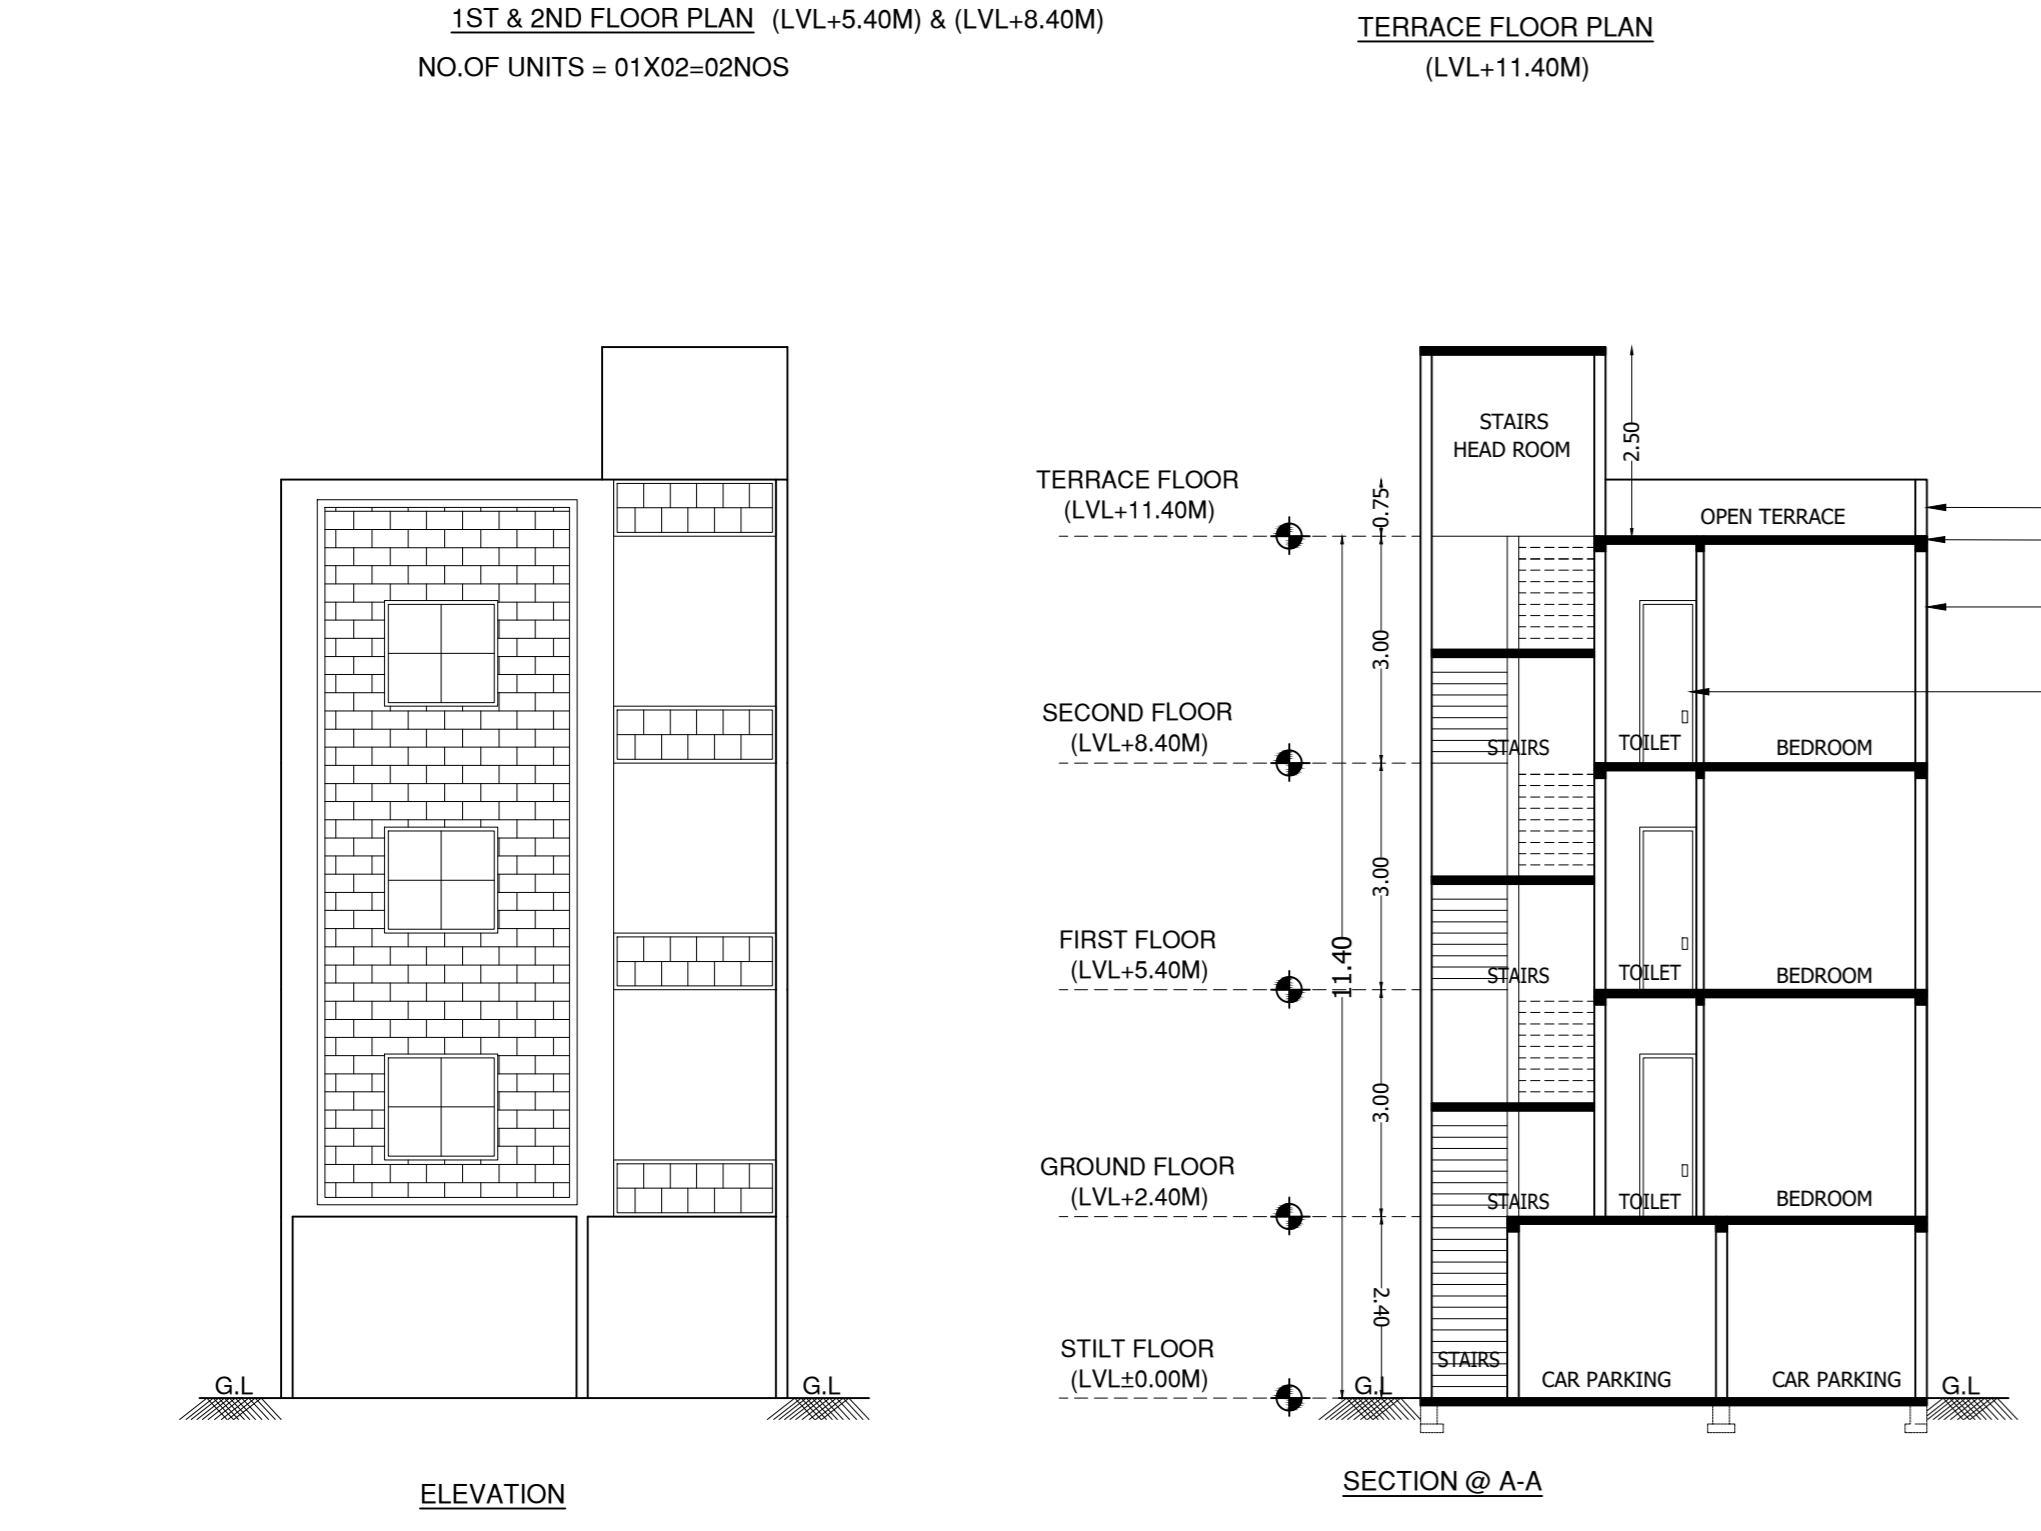 1ST & 2ND FLOOR PLAN (LVL+5.40M) & (LVL+8.40M)
NO.OF UNITS = 01X02=02NOS
TERRACE FLOOR PLAN
(LVL+11.40M)
G.L
G.L
ELEVATION
TERRACE FLOOR
(LVL+11.40M)
SECOND FLOOR
(LVL+8.40M)
FIRST FLOOR
(LVL+5.40M)
GROUND FLOOR
(LVL+2.40M)
STILT FLOOR
(LVL±0.00M)
11.40
0.75
3.00
3.00
3.00
2.40
STAIRS
HEAD ROOM
2.50
OPEN TERRACE
STAIRS
TOILET
BEDROOM
STAIRS
TOILET
BEDROOM
STAIRS
TOILET
BEDROOM
STAIRS
CAR PARKING
CAR PARKING
G.L
G.L
SECTION @ A-A